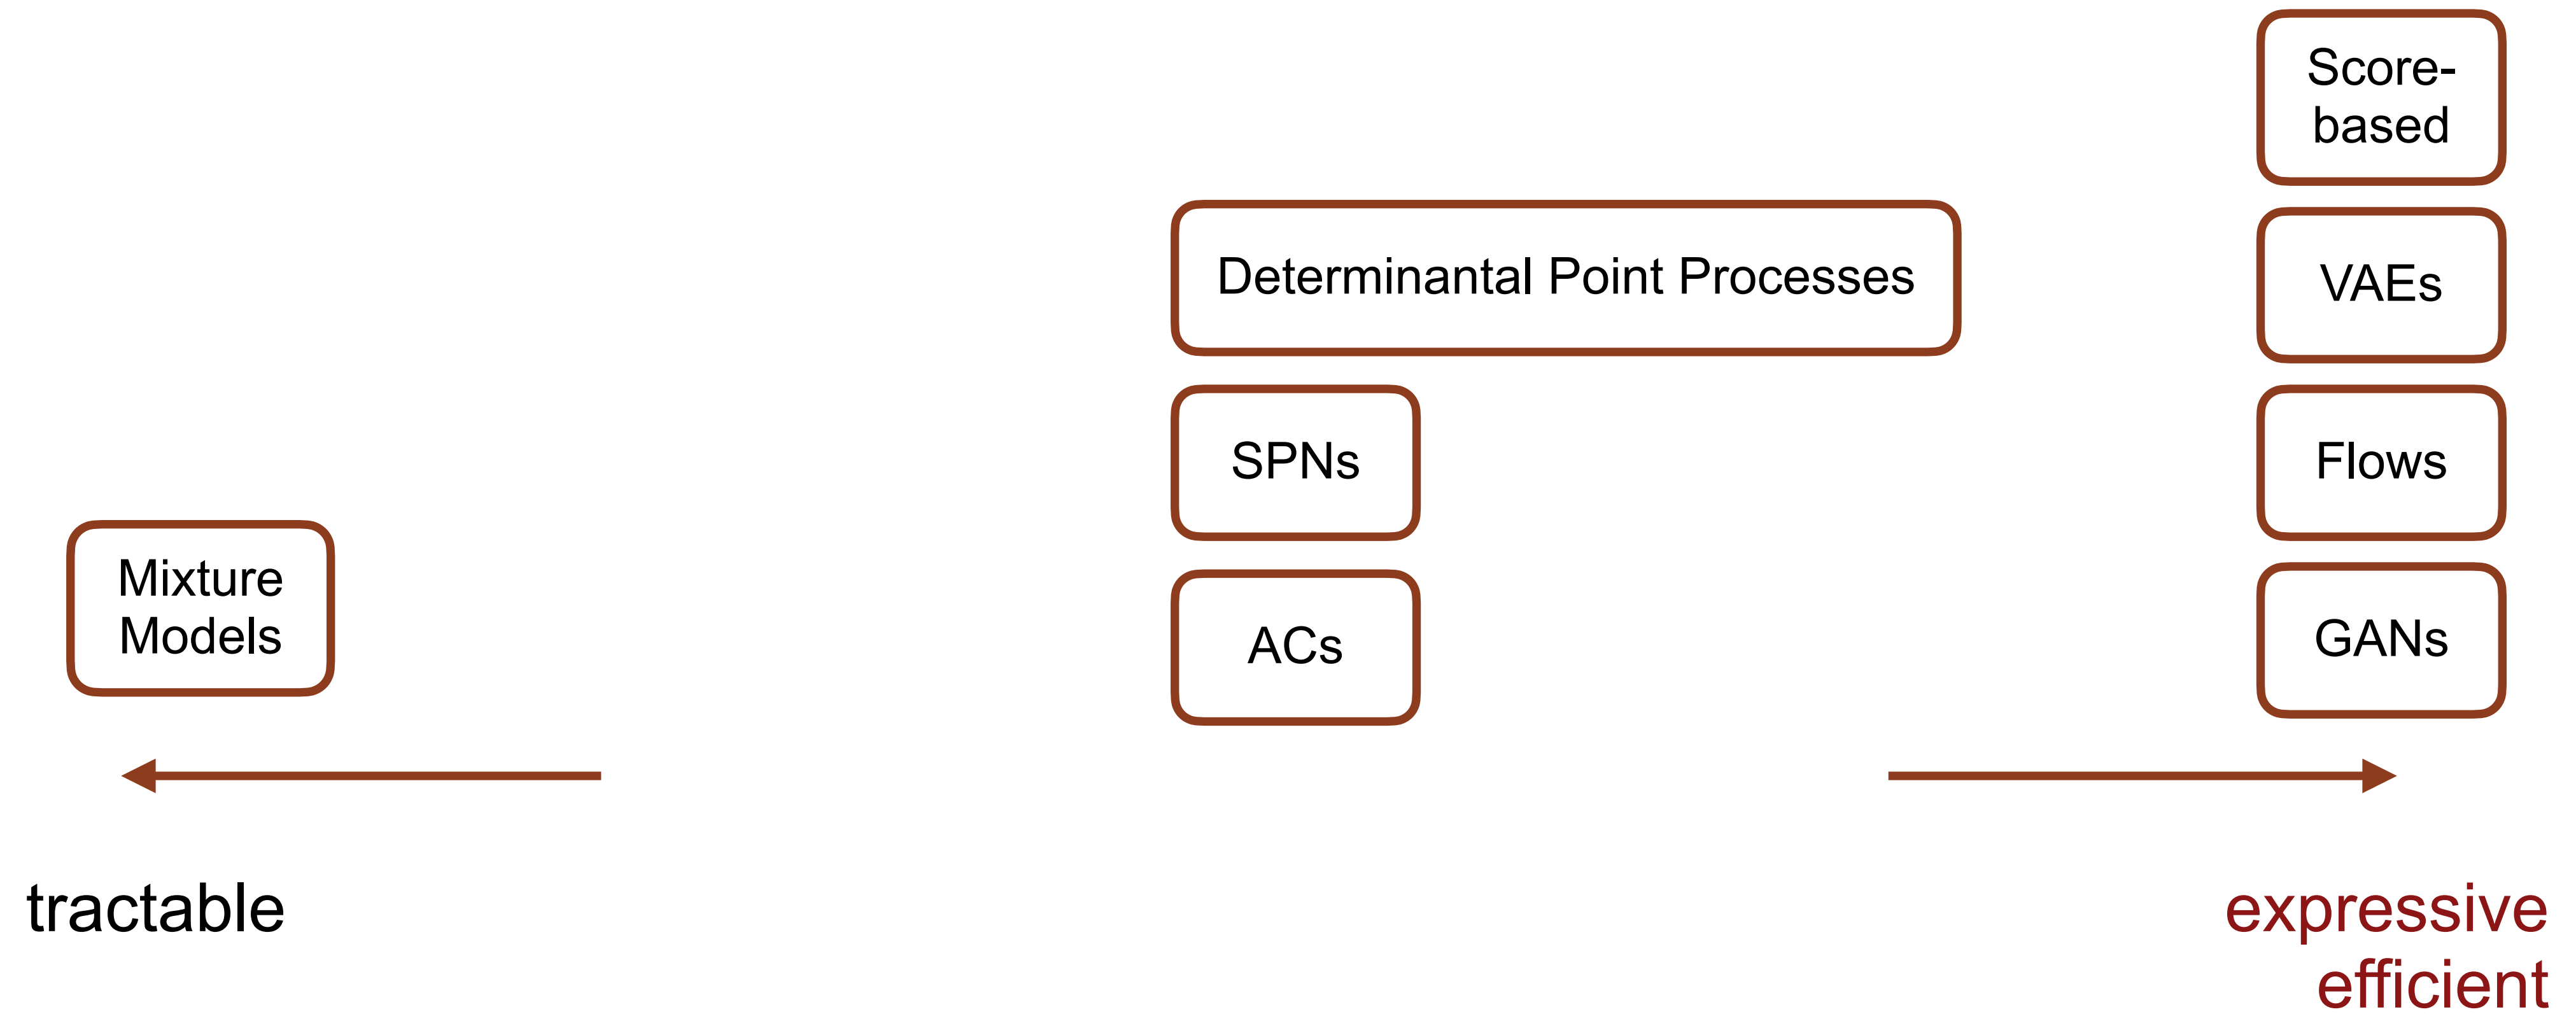 Score-
based
Determinantal Point Processes
VAEs
SPNs
Flows
Mixture
Models
ACs
GANs
tractable
expressive
efficient